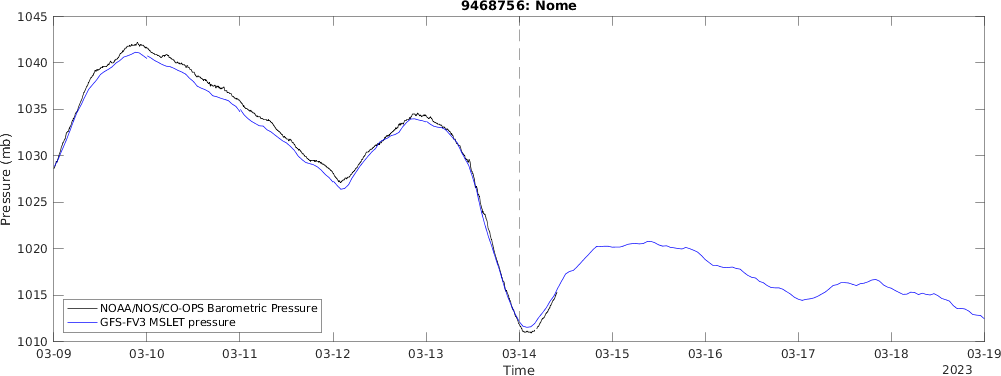 9468756: Nome
1045
1040
1035
1030
1025
1020
1015
1010
Pressure (mb)
NOAA/NOS/CO-OPS Barometric Pressure
GFS-FV3 MSLET pressure
03-09 03-10 03-11 03-12 03-13 03-14 03-15 03-16 03-17 03-18 03-19
Time
2023